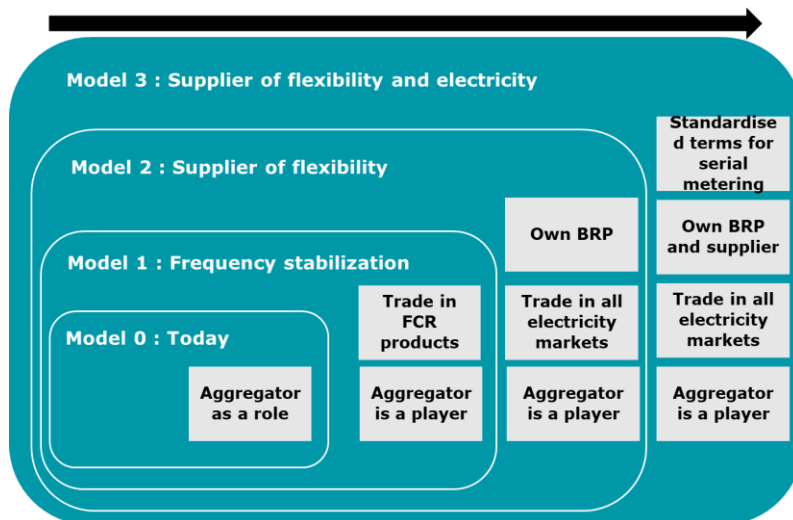 Model 3 : Supplier of flexibility and electricity
Standardise
d terms for
serial
metering
Model 2 : Supplier of flexibility
Own BRP
Own BRP
and supplier
Model 1 : Frequency stabilization
Trade in
FCR
products
Trade in all
electricity
markets
Trade in all
electricity
markets
Model 0 : Today
Aggregator
as a role
Aggregator
is a player
Aggregator
is a player
Aggregator
is a player